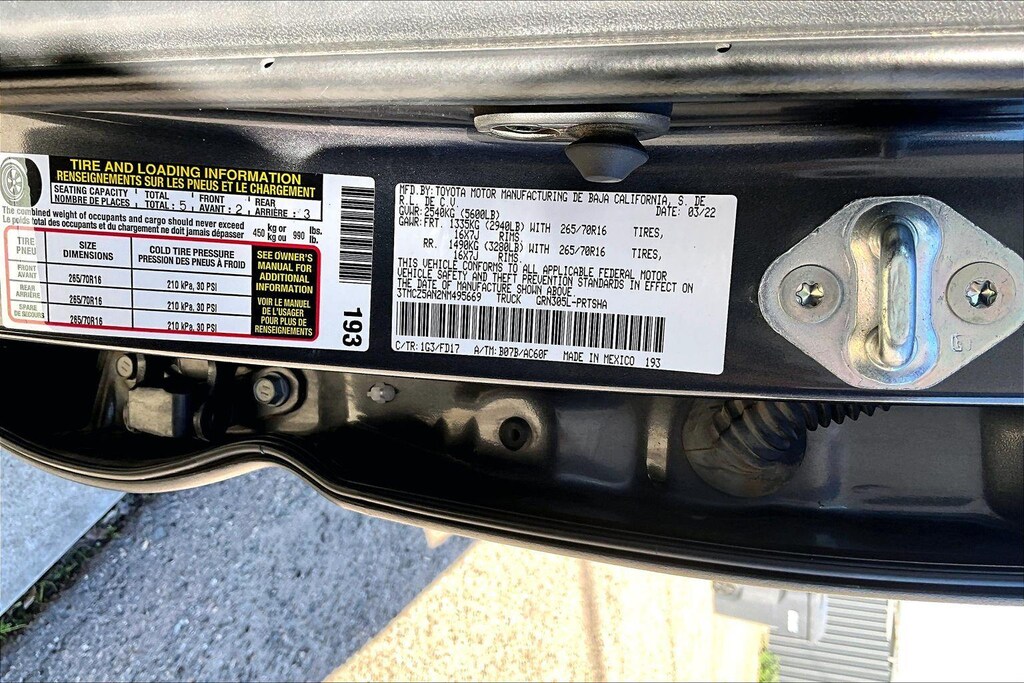 TIRE AND LOADING INFORMATION
RENSEIGNEMENTS SUR LES PNEUS ET LE CHARGEMENT
SEATING CAPACITY TOTAL FRONT REAR
NOMBRE DE PLACES TOTAL: 5 AVANT: 2 ARRIÈRE: 3
The combined weight of occupants and cargo should never exceed 450 kg or 990 lbs.
Le poids total des occupants et du chargement ne doit jamais dépasser kg ou lb.
TIRE SIZE COLD TIRE PRESSURE
PNEU DIMENSIONS PRESSION DES PNEUS À FROID
FRONT
AVANT 265/70R16 210 kPa, 30 PSI
REAR
ARRIÈRE 265/70R16 210 kPa, 30 PSI
SPARE
DE SECOURS 265/70R16 210 kPa, 30 PSI
SEE OWNER'S
MANUAL FOR
ADDITIONAL
INFORMATION
VOIR LE MANUEL
DE L'USAGER
POUR PLUS DE
RENSEIGNEMENTS
193
MFD.BY: TOYOTA MOTOR MANUFACTURING DE BAJA CALIFORNIA, S. DE
R.L. DE C.V. DATE: 03/22
GVWR: 2540KG (5600LB)
GAWR: FRT. 1335KG (2940LB) WITH 265/70R16 TIRES,
16X7J RIMS
RR. 1490KG (3280LB) WITH 265/70R16 TIRES,
16X7J RIMS.
THIS VEHICLE CONFORMS TO ALL APPLICABLE FEDERAL MOTOR
VEHICLE SAFETY AND THEFT PREVENTION STANDARDS IN EFFECT ON
THE DATE OF MANUFACTURE SHOWN ABOVE
3TMCZ5AN2NM495669 TRUCK GRN305L-PRTSHA
C/TR: 1G3/FD17 A/TM: B07B/AC60F MADE IN MEXICO 193